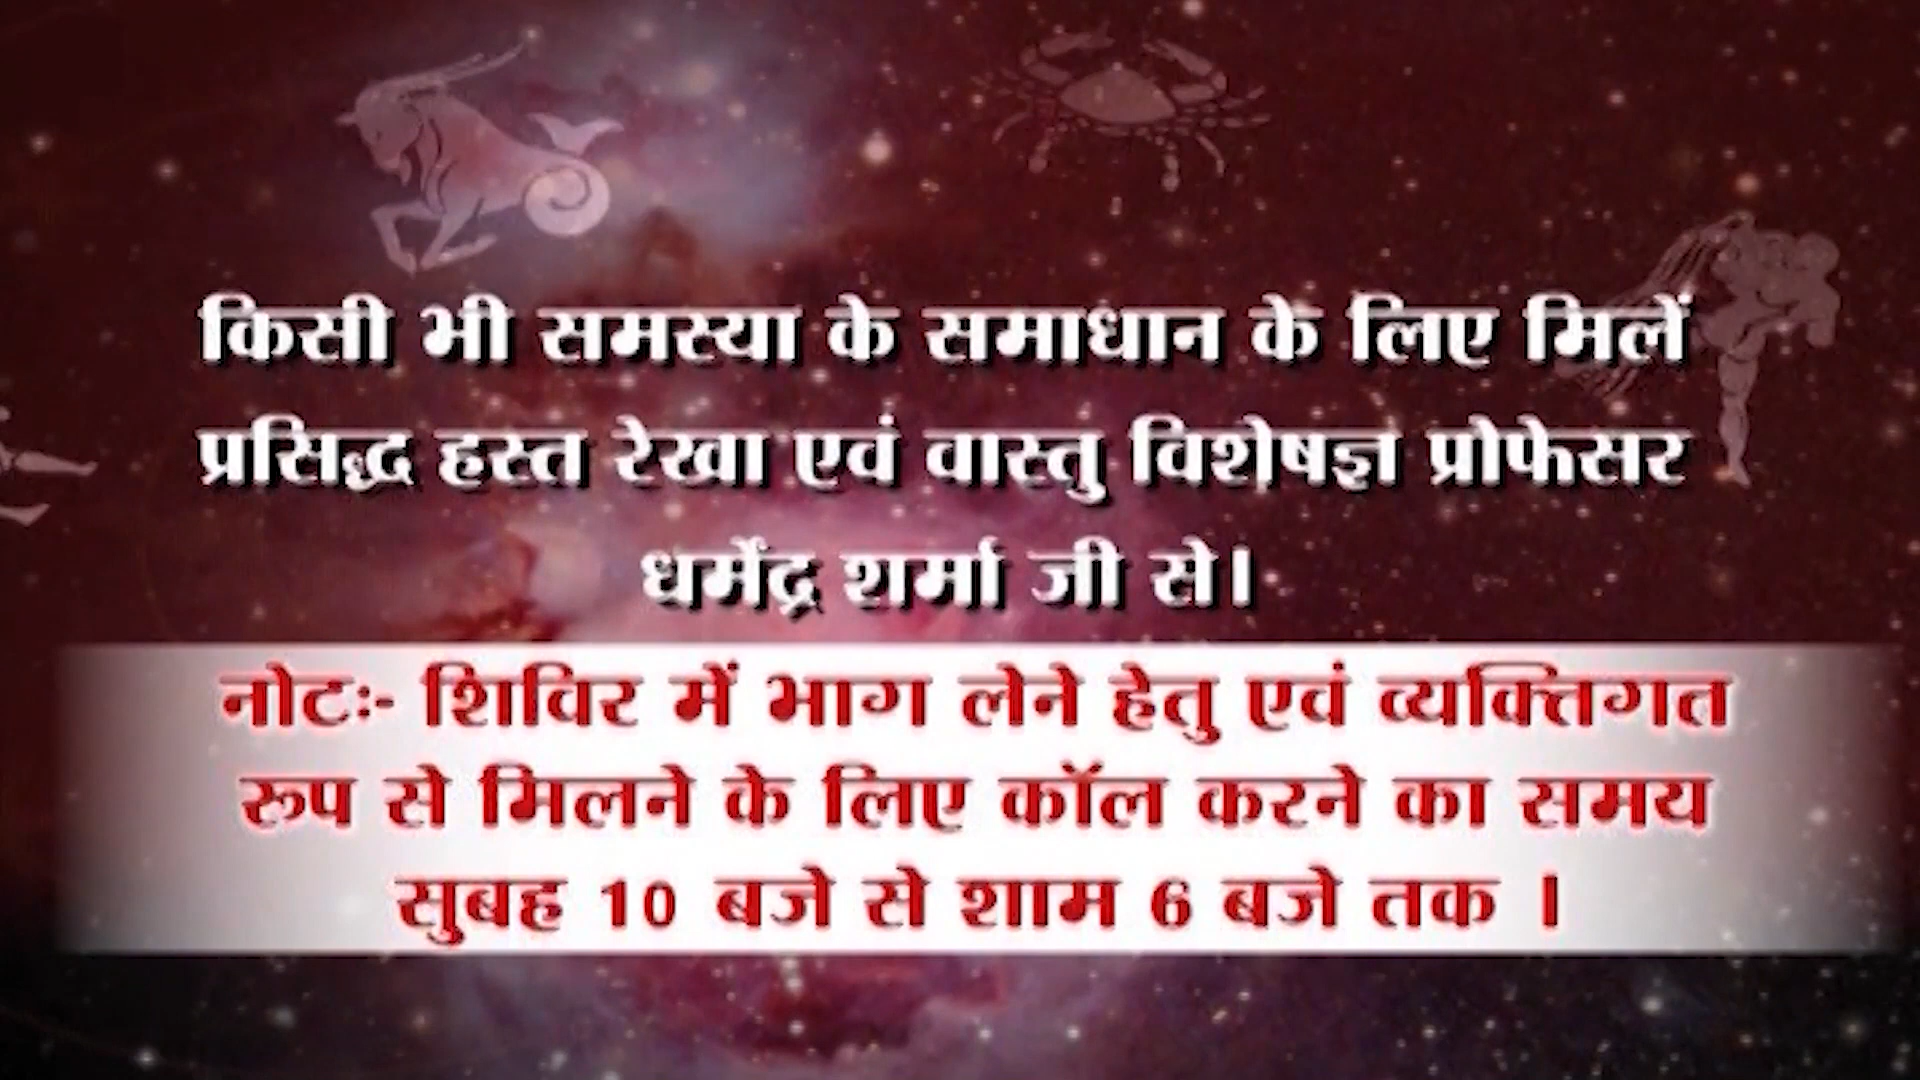 किसी भी समस्या के समाधान के लिए मिलें
प्रसिद्ध हस्त रेखा एवं वास्तु विशेषज्ञ प्रोफेसर
धर्मेंद्र शर्मा जी से।
नोटः- शिविर में भाग लेने हेतु एवं व्यक्तिगत
रूप से मिलने के लिए कॉल करने का समय
सुबह 10 बजे से शाम 6 बजे तक ।